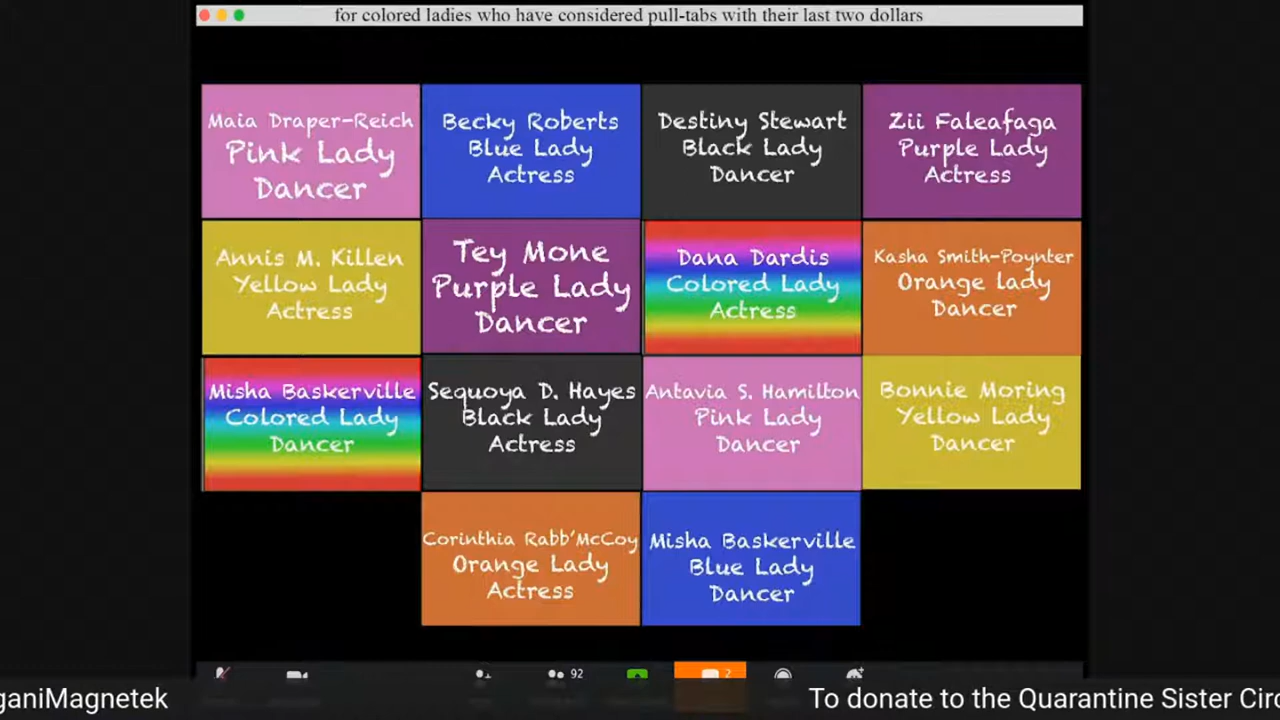 for colored ladies who have considered pull-tabs with their last two dollars
Maia Draper-Reich
Pink Lady
Dancer
Becky Roberts
Blue Lady
Actress
Destiny Stewart
Black Lady
Dancer
Zii Faleafaga
Purple Lady
Actress
Annis M. Killen
Yellow Lady
Actress
Tey Mone
Purple Lady
Dancer
Dana Dardis
Colored Lady
Actress
Kasha Smith-Poynter
Orange lady
Dancer
Misha Baskerville
Colored Lady
Dancer
Sequoya D. Hayes
Black Lady
Actress
Antavia S. Hamilton
Pink Lady
Dancer
Bonnie Moring
Yellow Lady
Dancer
Corinthia Rabb'McCoy
Orange Lady
Actress
Misha Baskerville
Blue Lady
Dancer
92
2
ganiMagnetek
To donate to the Quarantine Sister Circ